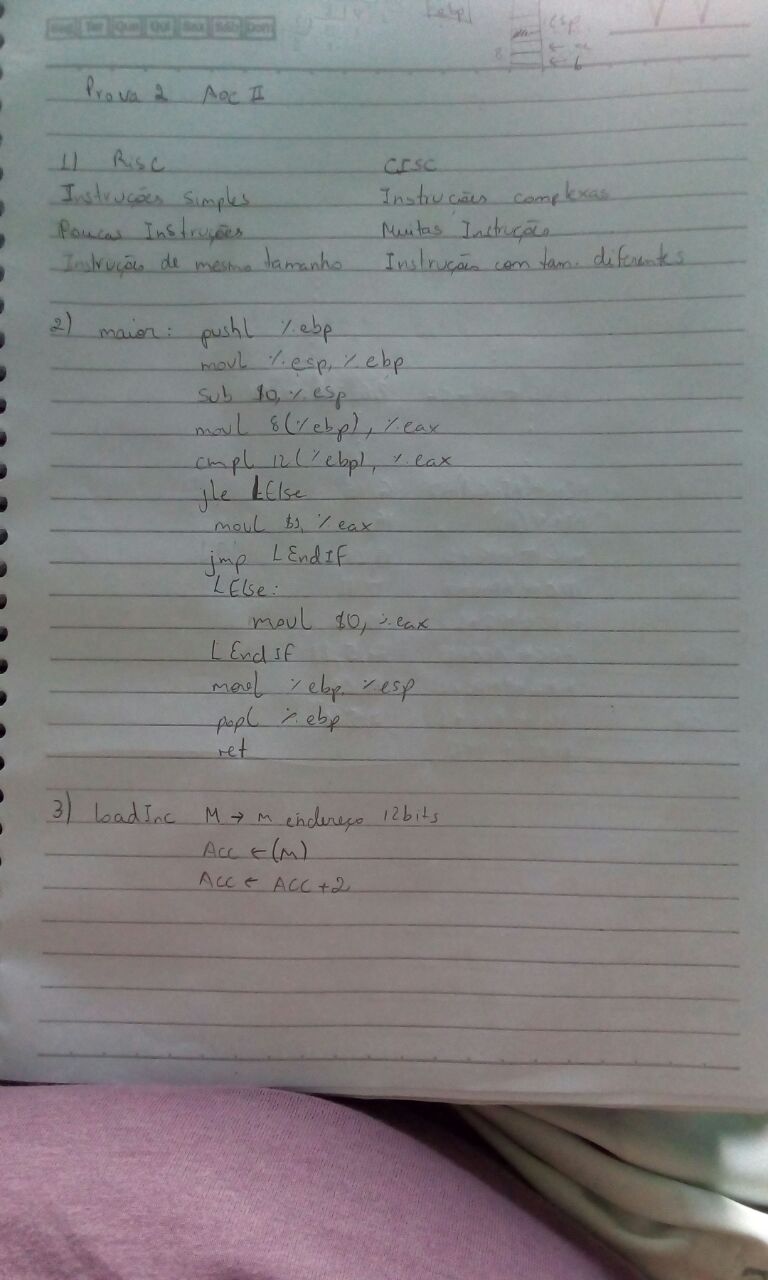 Seg Ter Qua Qui Sex Sáb Dom
ebp
esp
8
Prova 2 AOC II
1) RISC CISC
Instruções simples Instruções complexas
Poucas Instruções Muitas Instrução
Instrução de mesmo tamanho Instrução com tam. diferentes
2) maior: pushl %ebp
movl %esp, %ebp
sub $0, %esp
movl 8(%ebp), %eax
cmpl 12(%ebp), %eax
jle LElse
movl $1, %eax
jmp LEndIF
LElse:
movl $0, %eax
LEndIf
movl %ebp, %esp
popl %ebp
ret
3) LoadInc M → m endereço 12bits
Acc ← (M)
Acc ← Acc + 2